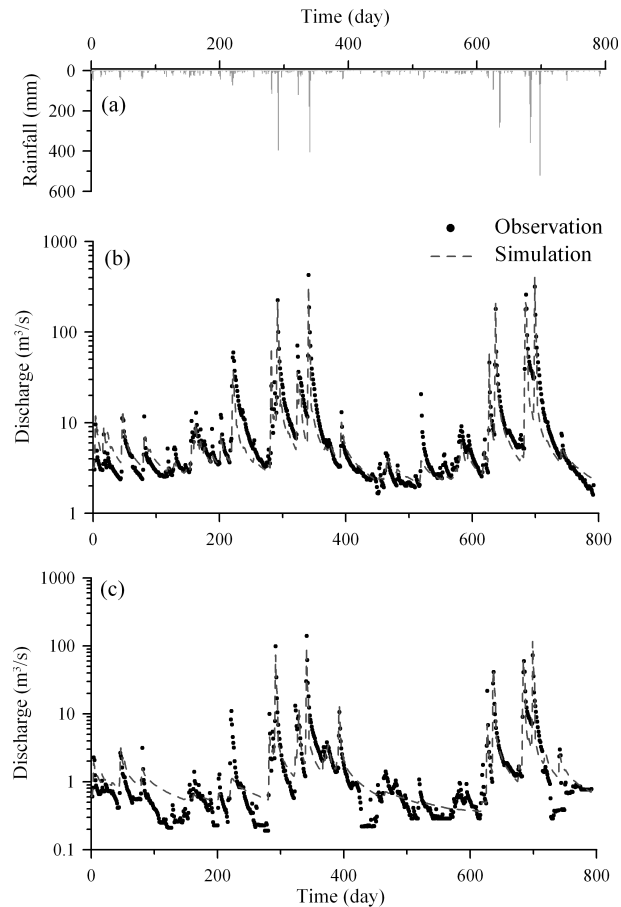 Time (day)
0 200 400 600 800
0
200
400
600
Rainfall (mm)
(a)
Observation
Simulation
(b)
1000
100
10
1
Discharge (m³/s)
0 200 400 600 800
(c)
1000
100
10
1
0.1
Discharge (m³/s)
0 200 400 600 800
Time (day)